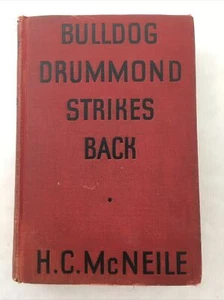 BULLDOG
DRUMMOND
STRIKES
BACK
H.C.McNEILE